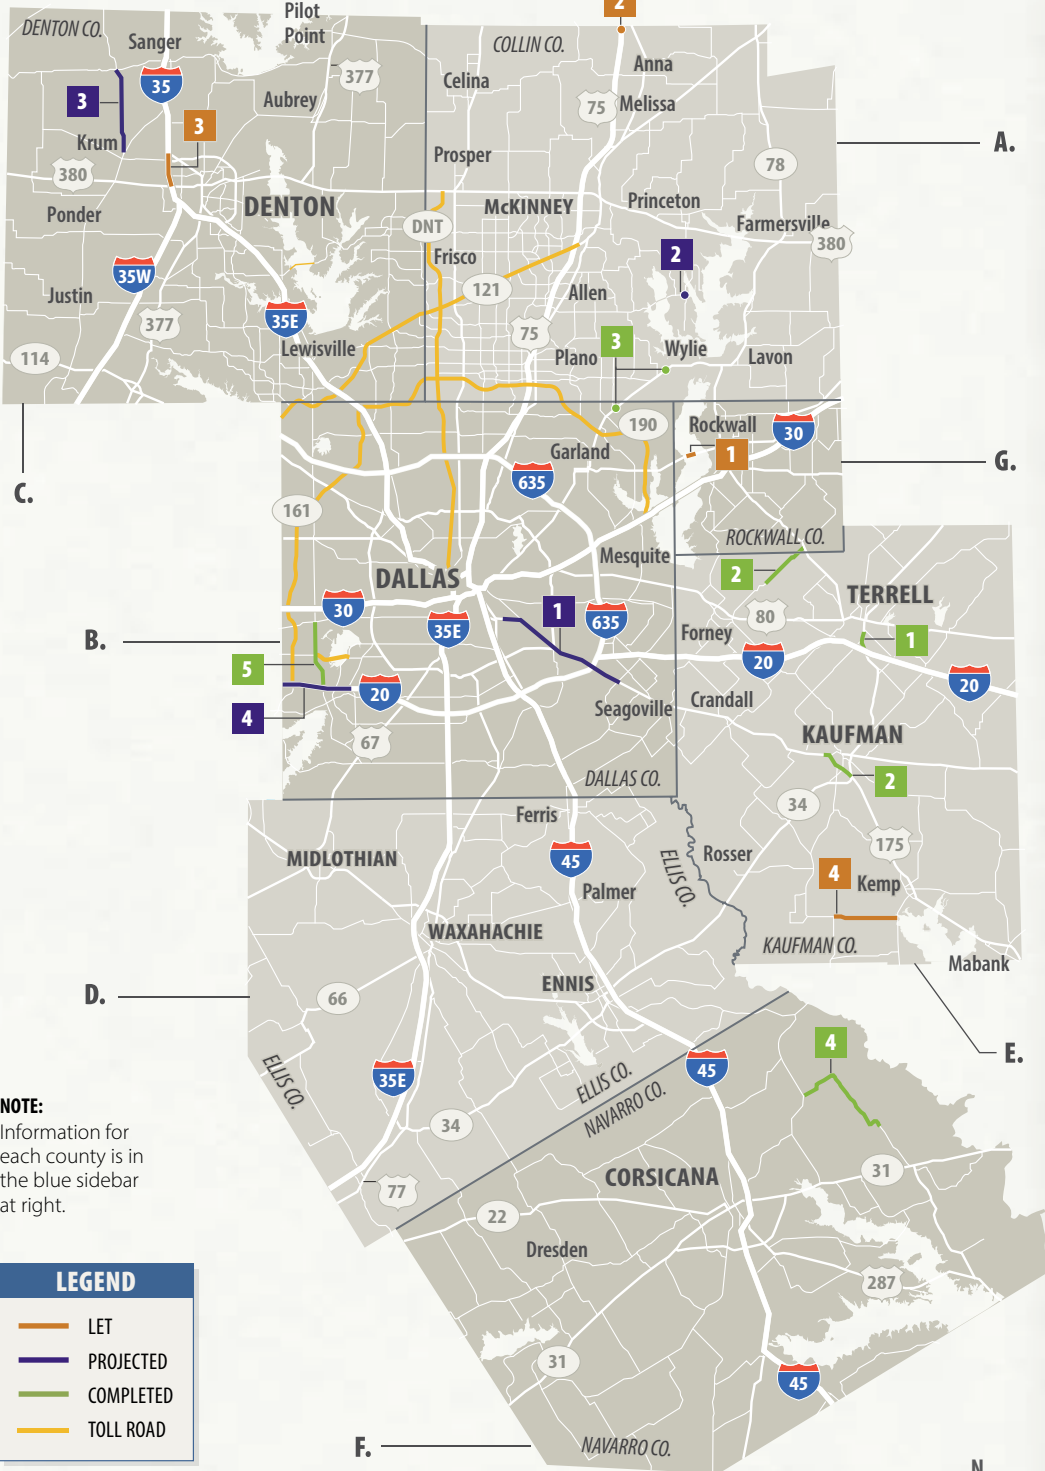 2
Pilot
Point
DENTON CO.
COLLIN CO.
Sanger
Anna
35
377
Celina
3
Aubrey
75
Melissa
3
Krum
Prosper
A.
380
78
DENTON
McKINNEY
Princeton
Ponder
DNT
Farmersville
380
Frisco
2
35W
121
Allen
Justin
377
35E
75
3
114
Lewisville
Plano
Wylie
Lavon
190
Rockwall
30
Garland
1
G.
C.
635
161
ROCKWALL CO.
Mesquite
DALLAS
2
TERRELL
30
1
80
35E
635
Forney
1
B.
20
5
20
20
Crandall
4
Seagoville
67
KAUFMAN
DALLAS CO.
2
34
Ferris
175
MIDLOTHIAN
45
ELLIS CO.
Rosser
Palmer
4
Kemp
WAXAHACHIE
KAUFMAN CO.
Mabank
ENNIS
D.
66
E.
4
ELLIS CO.
35E
ELLIS CO.
45
NAVARRO CO.
NOTE:
Information for
each county is in
the blue sidebar
at right.
34
31
CORSICANA
77
22
Dresden
LEGEND
287
LET
PROJECTED
31
45
COMPLETED
TOLL ROAD
F.
NAVARRO CO.
N